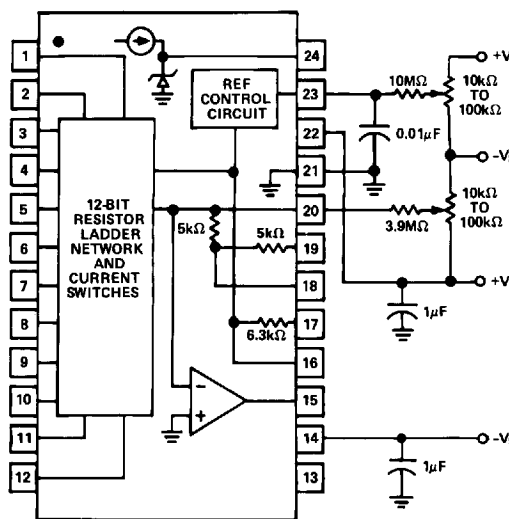 1
2
3
4
5
6
7
8
9
10
11
12
24
23
22
21
20
19
18
17
16
15
14
13
REF
CONTROL
CIRCUIT
12-BIT
RESISTOR
LADDER
NETWORK
AND
CURRENT
SWITCHES
5kΩ
5kΩ
6.3kΩ
−
+
10MΩ
0.01μF
10kΩ
TO
100kΩ
3.9MΩ
10kΩ
TO
100kΩ
1μF
1μF
+V
−V
+V
−V